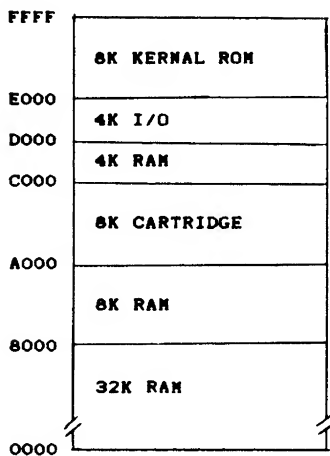 FFFF
8K KERNAL ROM
E000
4K I/O
D000
4K RAM
C000
8K CARTRIDGE
A000
8K RAM
8000
32K RAM
0000